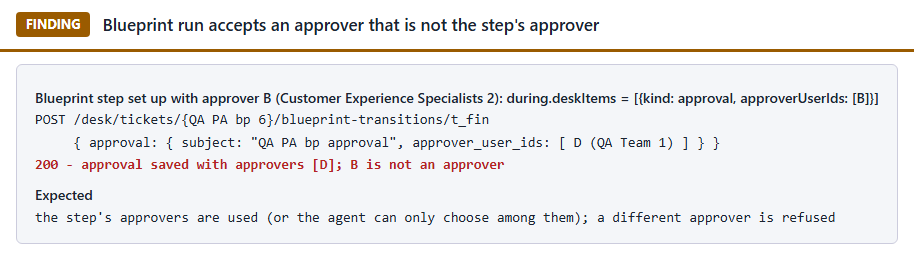 FINDING Blueprint run accepts an approver that is not the step's approver
Blueprint step set up with approver B (Customer Experience Specialists 2): during.deskItems = [{kind: approval, approverUserIds: [B]}]
POST /desk/tickets/{QA PA bp 6}/blueprint-transitions/t_fin
{ approval: { subject: "QA PA bp approval", approver_user_ids: [ D (QA Team 1) ] } }
200 - approval saved with approvers [D]; B is not an approver
Expected
the step's approvers are used (or the agent can only choose among them); a different approver is refused